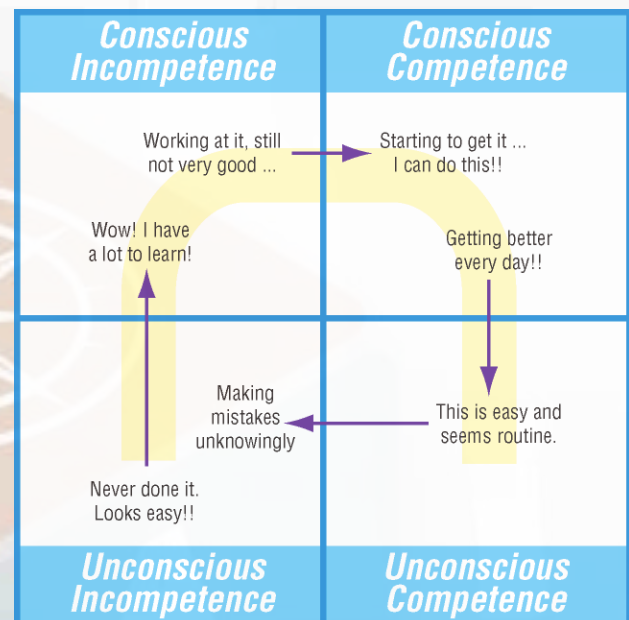 Conscious
Incompetence
Conscious
Competence
Working at it, still
not very good ...
Starting to get it ...
I can do this!!
Wow! I have
a lot to learn!
Getting better
every day!!
Making
mistakes
unknowingly
This is easy and
seems routine.
Never done it.
Looks easy!!
Unconscious
Incompetence
Unconscious
Competence